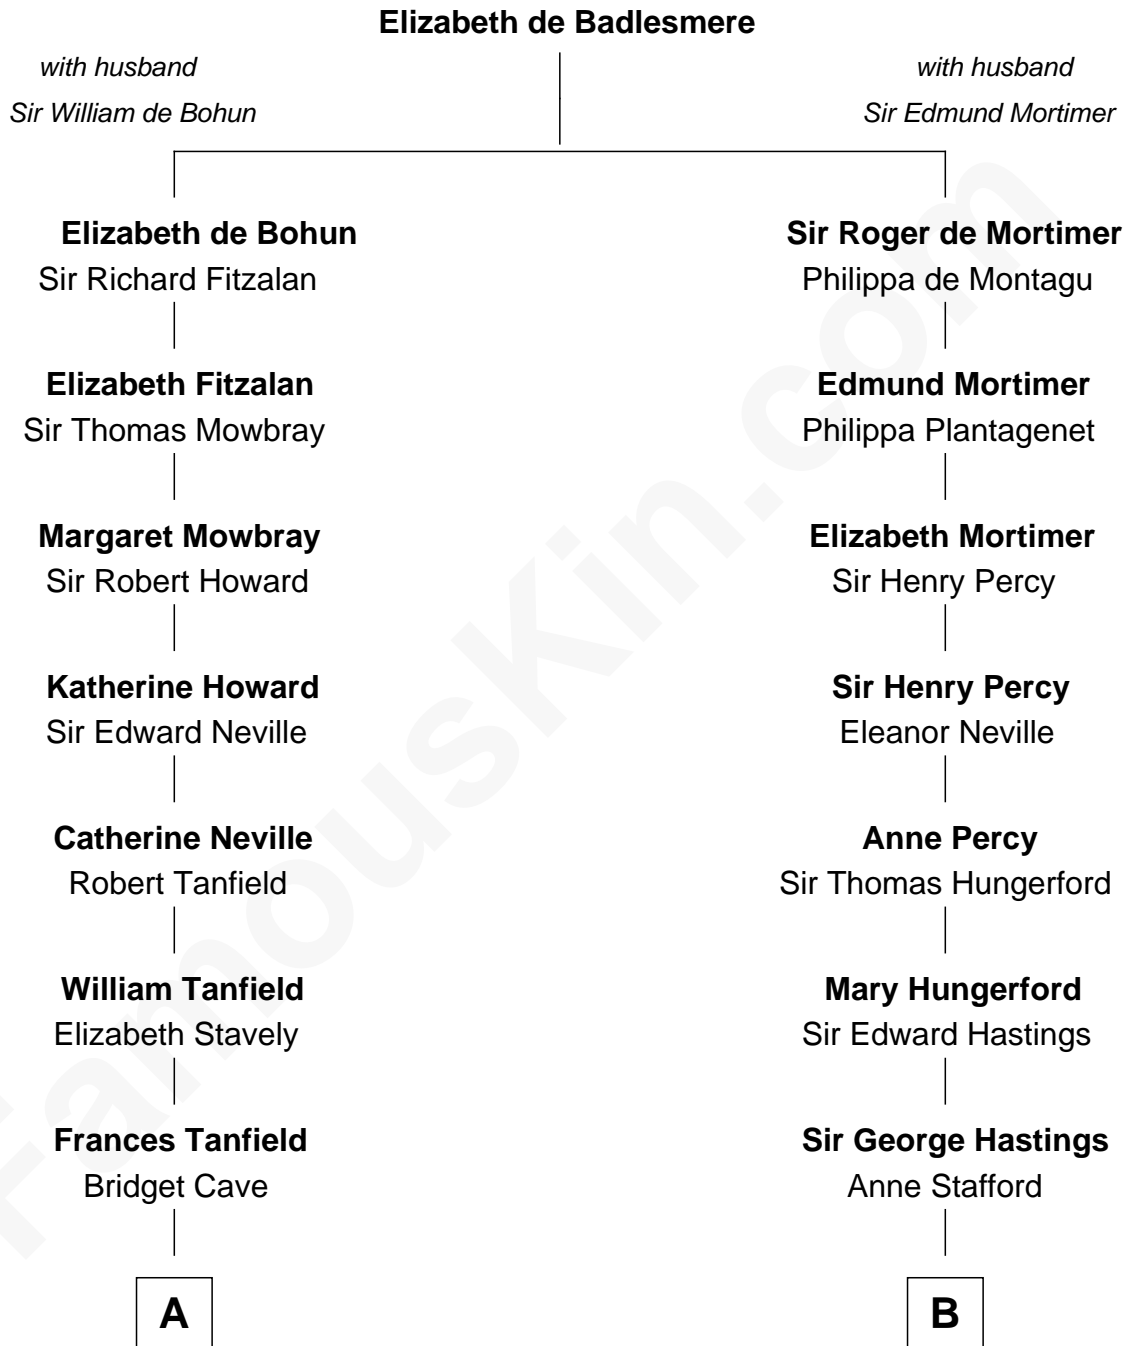 Elizabeth de Badlesmere
with husband
Sir William de Bohun
with husband
Sir Edmund Mortimer
Elizabeth de Bohun
Sir Richard Fitzalan
Sir Roger de Mortimer
Philippa de Montagu
Elizabeth Fitzalan
Sir Thomas Mowbray
Edmund Mortimer
Philippa Plantagenet
Margaret Mowbray
Sir Robert Howard
Elizabeth Mortimer
Sir Henry Percy
Katherine Howard
Sir Edward Neville
Sir Henry Percy
Eleanor Neville
Catherine Neville
Robert Tanfield
Anne Percy
Sir Thomas Hungerford
William Tanfield
Elizabeth Stavely
Mary Hungerford
Sir Edward Hastings
Frances Tanfield
Bridget Cave
Sir George Hastings
Anne Stafford
A
B
FamousKin.com